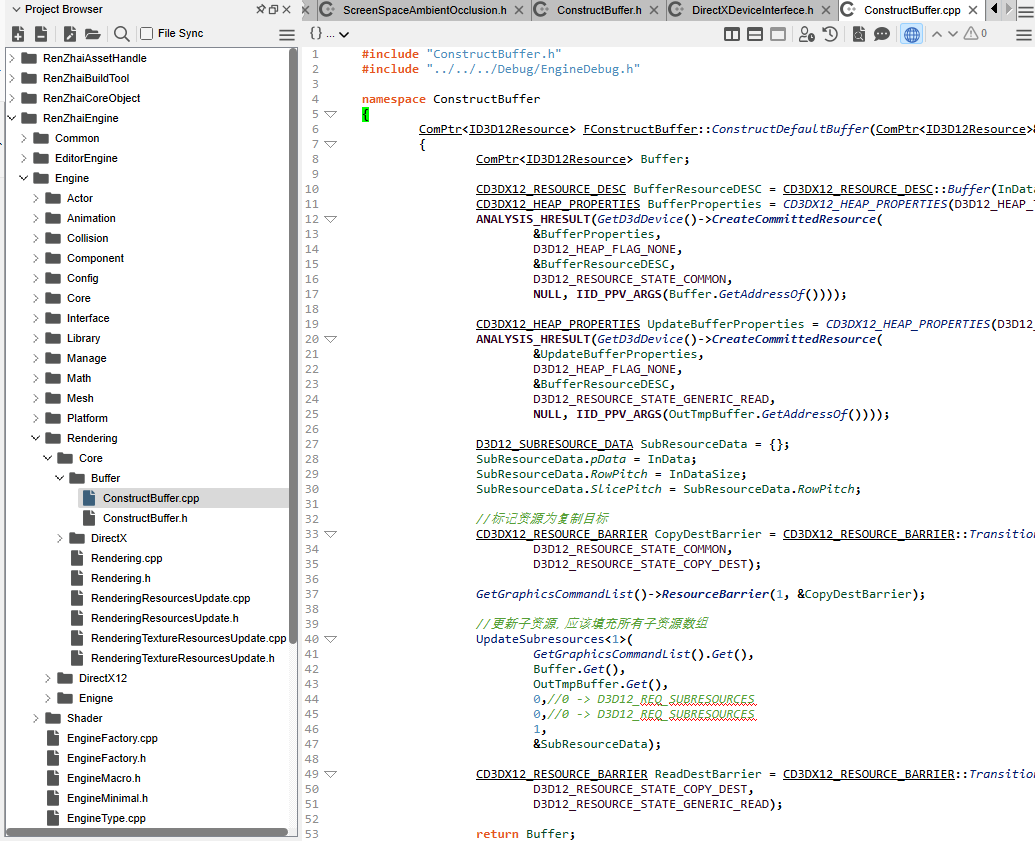 Project Browser
File Sync
RenZhaiAssetHandle
RenZhaiBuildTool
RenZhaiCoreObject
RenZhaiEngine
Common
EditorEngine
Engine
Actor
Animation
Collision
Component
Config
Core
Interface
Library
Manage
Math
Mesh
Platform
Rendering
Core
Buffer
ConstructBuffer.cpp
ConstructBuffer.h
DirectX
Rendering.cpp
Rendering.h
RenderingResourcesUpdate.cpp
RenderingResourcesUpdate.h
RenderingTextureResourcesUpdate.cpp
RenderingTextureResourcesUpdate.h
DirectX12
Enigne
Shader
EngineFactory.cpp
EngineFactory.h
EngineMacro.h
EngineMinimal.h
EngineType.cpp
ScreenSpaceAmbientOcclusion.h
ConstructBuffer.h
DirectXDeviceInterfece.h
ConstructBuffer.cpp
{} ...
0
1 #include "ConstructBuffer.h"
2 #include "../../../Debug/EngineDebug.h"
3
4 namespace ConstructBuffer
5 {
6 ComPtr<ID3D12Resource> FConstructBuffer::ConstructDefaultBuffer(ComPtr<ID3D12Resource>&
7 {
8 ComPtr<ID3D12Resource> Buffer;
9
10 CD3DX12_RESOURCE_DESC BufferResourceDESC = CD3DX12_RESOURCE_DESC::Buffer(InData
11 CD3DX12_HEAP_PROPERTIES BufferProperties = CD3DX12_HEAP_PROPERTIES(D3D12_HEAP_T
12 ANALYSIS_HRESULT(GetD3dDevice()->CreateCommittedResource(
13 &BufferProperties,
14 D3D12_HEAP_FLAG_NONE,
15 &BufferResourceDESC,
16 D3D12_RESOURCE_STATE_COMMON,
17 NULL, IID_PPV_ARGS(Buffer.GetAddressOf())));
18
19 CD3DX12_HEAP_PROPERTIES UpdateBufferProperties = CD3DX12_HEAP_PROPERTIES(D3D12_
20 ANALYSIS_HRESULT(GetD3dDevice()->CreateCommittedResource(
21 &UpdateBufferProperties,
22 D3D12_HEAP_FLAG_NONE,
23 &BufferResourceDESC,
24 D3D12_RESOURCE_STATE_GENERIC_READ,
25 NULL, IID_PPV_ARGS(OutTmpBuffer.GetAddressOf())));
26
27 D3D12_SUBRESOURCE_DATA SubResourceData = {};
28 SubResourceData.pData = InData;
29 SubResourceData.RowPitch = InDataSize;
30 SubResourceData.SlicePitch = SubResourceData.RowPitch;
31
32 //标记资源为复制目标
33 CD3DX12_RESOURCE_BARRIER CopyDestBarrier = CD3DX12_RESOURCE_BARRIER::Transition
34 D3D12_RESOURCE_STATE_COMMON,
35 D3D12_RESOURCE_STATE_COPY_DEST);
36
37 GetGraphicsCommandList()->ResourceBarrier(1, &CopyDestBarrier);
38
39 //更新子资源,应该填充所有子资源数组
40 UpdateSubresources<1>(
41 GetGraphicsCommandList().Get(),
42 Buffer.Get(),
43 OutTmpBuffer.Get(),
44 0,//0 -> D3D12_REQ_SUBRESOURCES
45 0,//0 -> D3D12_REQ_SUBRESOURCES
46 1,
47 &SubResourceData);
48
49 CD3DX12_RESOURCE_BARRIER ReadDestBarrier = CD3DX12_RESOURCE_BARRIER::Transition
50 D3D12_RESOURCE_STATE_COPY_DEST,
51 D3D12_RESOURCE_STATE_GENERIC_READ);
52
53 return Buffer;